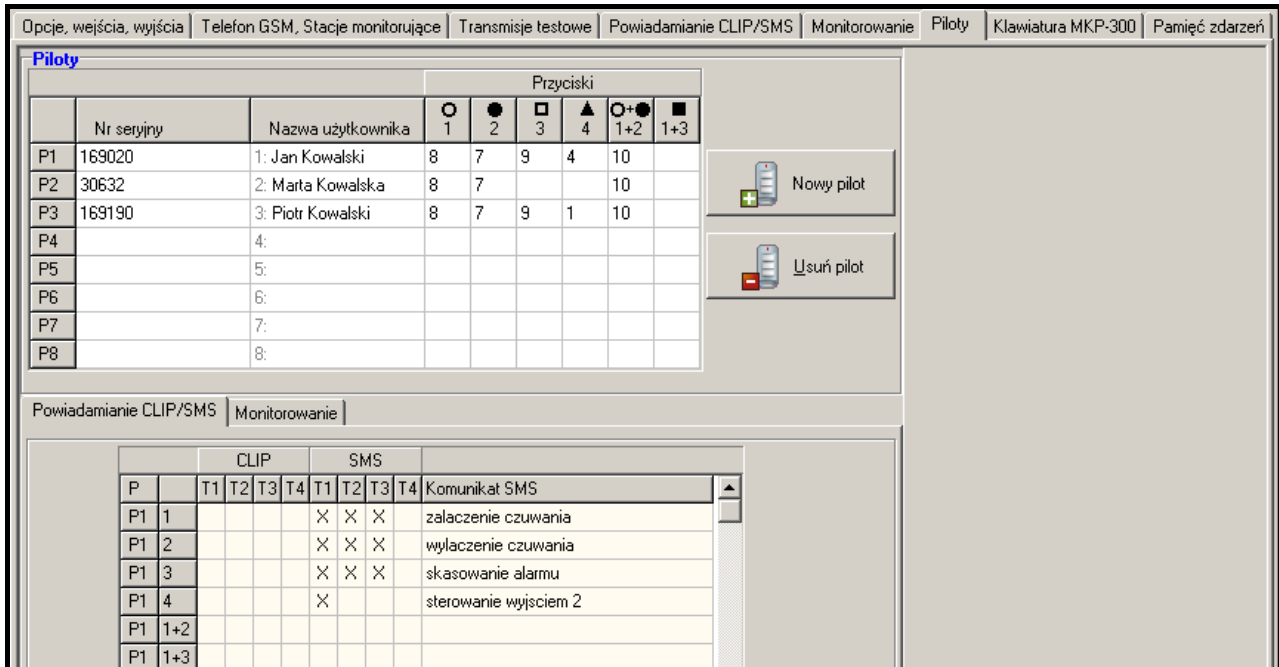 Opcje, wejścia, wyjścia Telefon GSM, Stacje monitorujące Transmisje testowe Powiadamianie CLIP/SMS Monitorowanie Piloty Klawiatura MKP-300 Pamięć zdarzeń
Piloty
Przyciski
Nr seryjny Nazwa użytkownika 1 2 3 4 1+2 1+3
P1 169020 1: Jan Kowalski 8 7 9 4 10
P2 30632 2: Marta Kowalska 8 7 10
P3 169190 3: Piotr Kowalski 8 7 9 1 10
P4 4:
P5 5:
P6 6:
P7 7:
P8 8:
Nowy pilot
Usuń pilot
Powiadamianie CLIP/SMS Monitorowanie
CLIP SMS
P T1 T2 T3 T4 T1 T2 T3 T4 Komunikat SMS
P1 1 X X X zalaczenie czuwania
P1 2 X X X wylaczenie czuwania
P1 3 X X X skasowanie alarmu
P1 4 X sterowanie wyjsciem 2
P1 1+2
P1 1+3